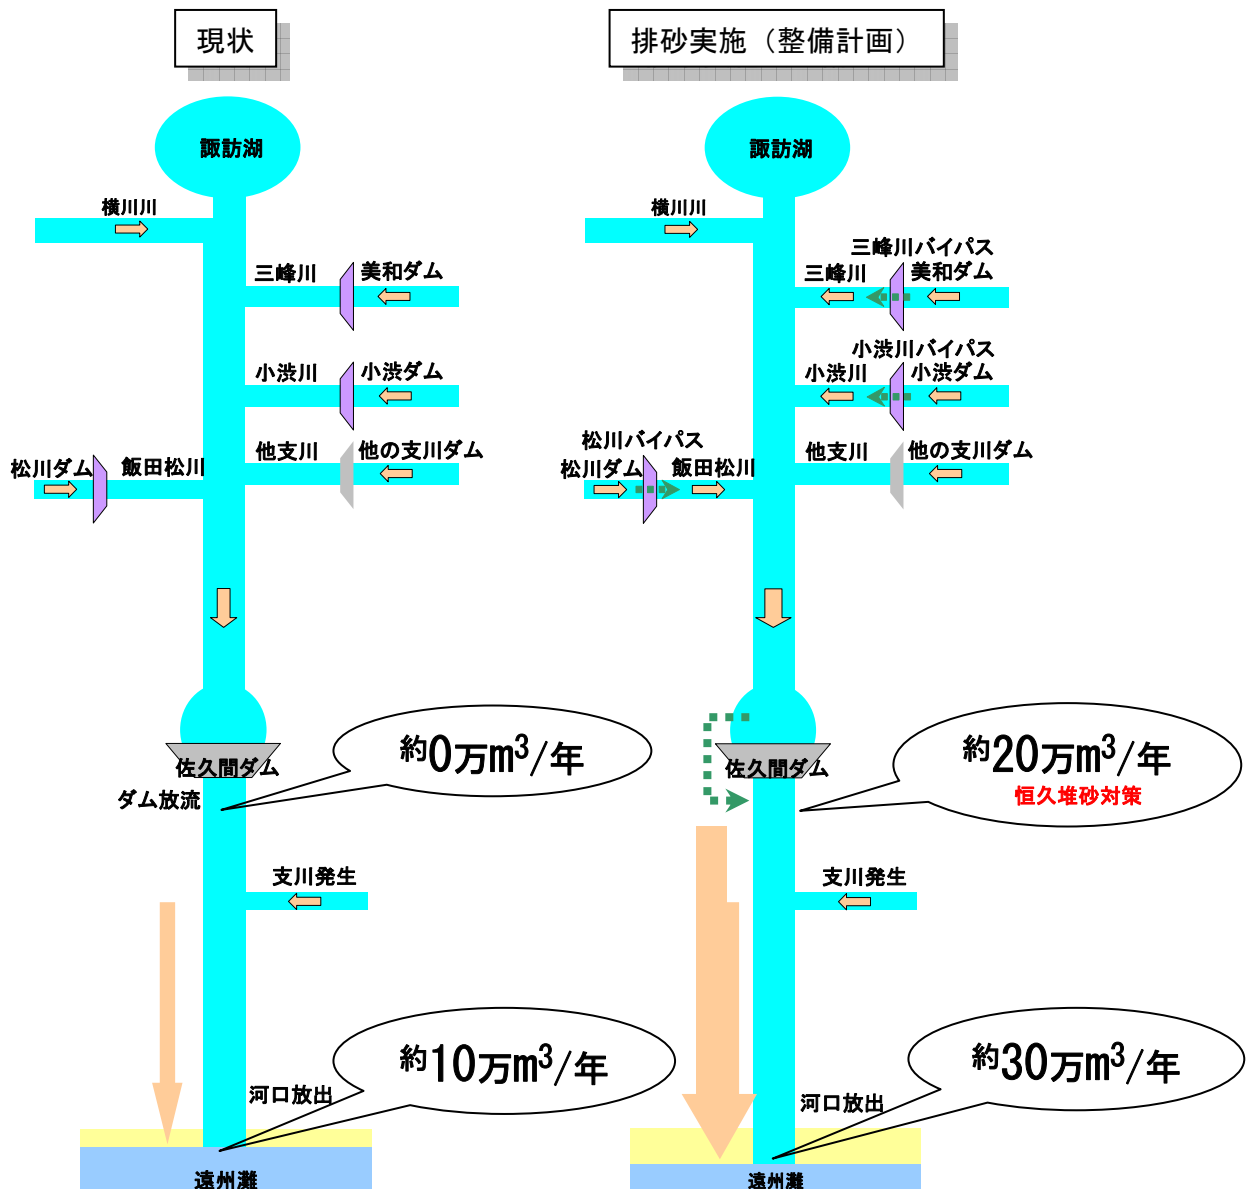 現状
諏訪湖
横川川
三峰川
美和ダム
小渋川
小渋ダム
他支川
他の支川ダム
松川ダム
飯田松川
佐久間ダム
約0万m³/年
ダム放流
支川発生
約10万m³/年
河口放出
遠州灘
排砂実施（整備計画）
諏訪湖
横川川
三峰川バイパス
三峰川
美和ダム
小渋川バイパス
小渋川
小渋ダム
松川バイパス
他支川
他の支川ダム
松川ダム
飯田松川
佐久間ダム
約20万m³/年
恒久堆砂対策
支川発生
約30万m³/年
河口放出
遠州灘